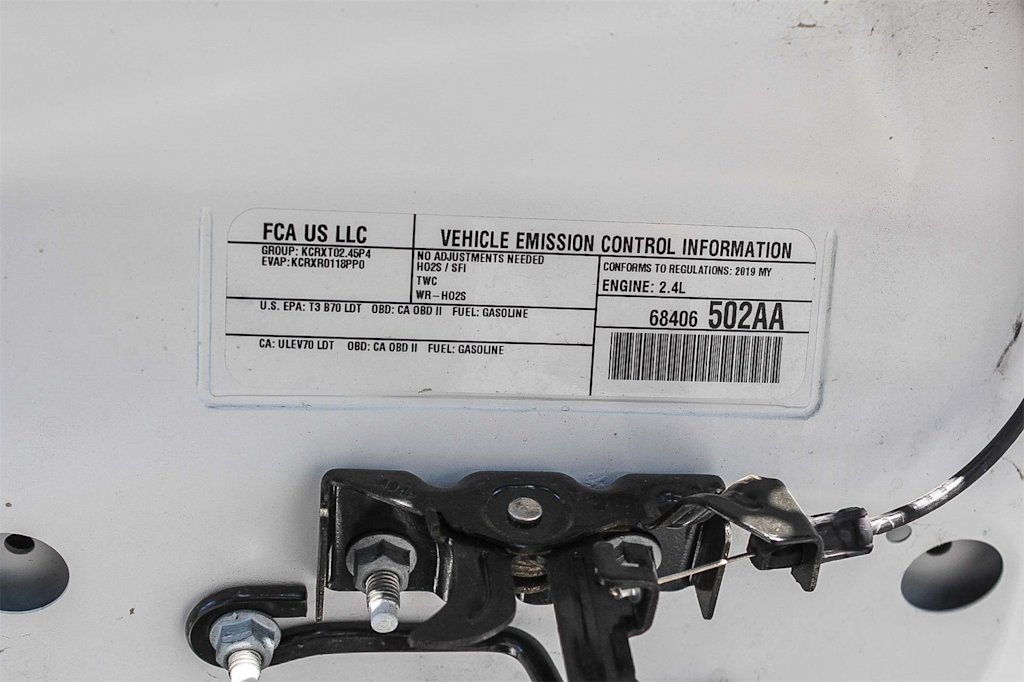 FCA US LLC
GROUP: KCRXT02.45P4
EVAP: KCRXR0118PP0
VEHICLE EMISSION CONTROL INFORMATION
NO ADJUSTMENTS NEEDED
HO2S / SFI
TWC
WR-HO2S
CONFORMS TO REGULATIONS: 2019 MY
ENGINE: 2.4L
U.S. EPA: T3 B70 LDT OBD: CA OBD II FUEL: GASOLINE
68406 502AA
CA: ULEV70 LDT OBD: CA OBD II FUEL: GASOLINE